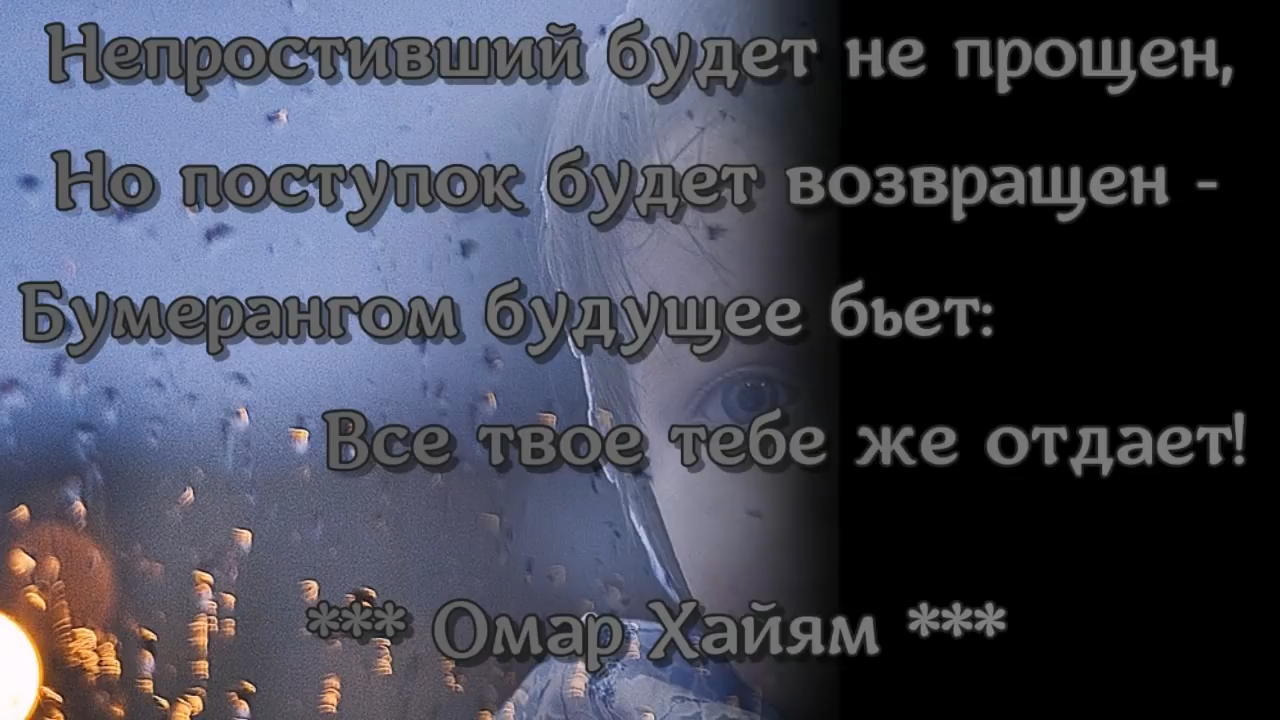 Непростивший будет не прощен,
Но поступок будет возвращен -
Бумерангом будущее бьет:
Все твое тебе же отдает!
*** Омар Хайям ***